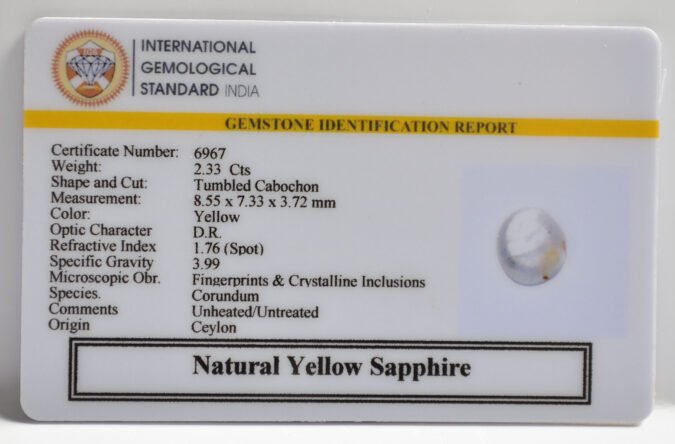 INTERNATIONAL
GEMOLOGICAL
STANDARD INDIA
IGS
GEMSTONE IDENTIFICATION REPORT
Certificate Number: 6967
Weight: 2.33 Cts
Shape and Cut: Tumbled Cabochon
Measurement: 8.55 x 7.33 x 3.72 mm
Color: Yellow
Optic Character D.R.
Refractive Index 1.76 (Spot)
Specific Gravity 3.99
Microscopic Obr. Fingerprints & Crystalline Inclusions
Species. Corundum
Comments Unheated/Untreated
Origin Ceylon
Natural Yellow Sapphire